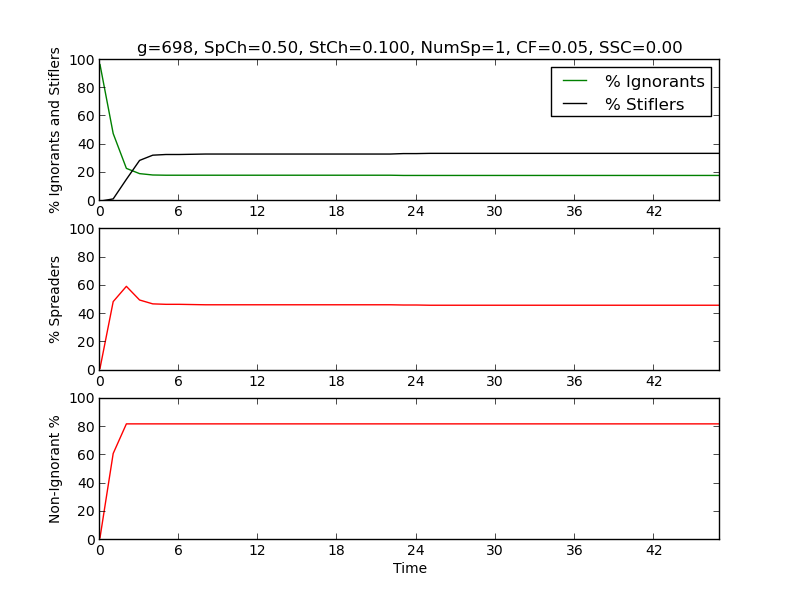 g=698, SpCh=0.50, StCh=0.100, NumSp=1, CF=0.05, SSC=0.00
% Ignorants and Stiflers
100
80
60
40
20
0
% Ignorants
% Stiflers
0 6 12 18 24 30 36 42
% Spreaders
100
80
60
40
20
0
0 6 12 18 24 30 36 42
Non-Ignorant %
100
80
60
40
20
0
0 6 12 18 24 30 36 42
Time